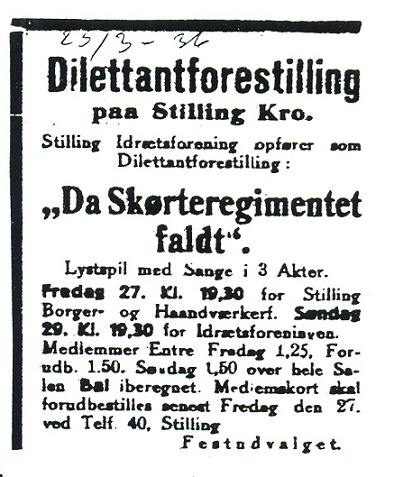 25/3-36
Dilettantforestilling
paa Stilling Kro.
Stilling Idrætsforening opfører som
Dilettantforestilling:
„Da Skørteregimentet
faldt“.
Lystspil med Sange i 3 Akter.
Fredag 27. Kl. 19,30 for Stilling
Borger- og Haandværkerf. Søndag
29. Kl. 19,30 for Idrætsforeningen.
Medlemmer Entre Fredag 1,25, For-
udb. 1.50. Søndag 1,50 over hele Sa-
len Bal iberegnet. Medlemskort skal
forudbestilles senest Fredag den 27.
ved Telf. 40, Stilling
Festudvalget.